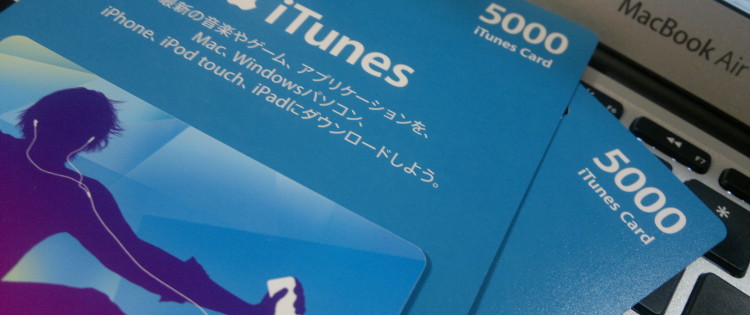 iTunes
最新の音楽やゲーム、アプリケーションを、
Mac、Windowsパソコン、
iPhone、iPod touch、iPadにダウンロードしよう。
5000
iTunes Card
MacBook Air
5000
iTunes Card